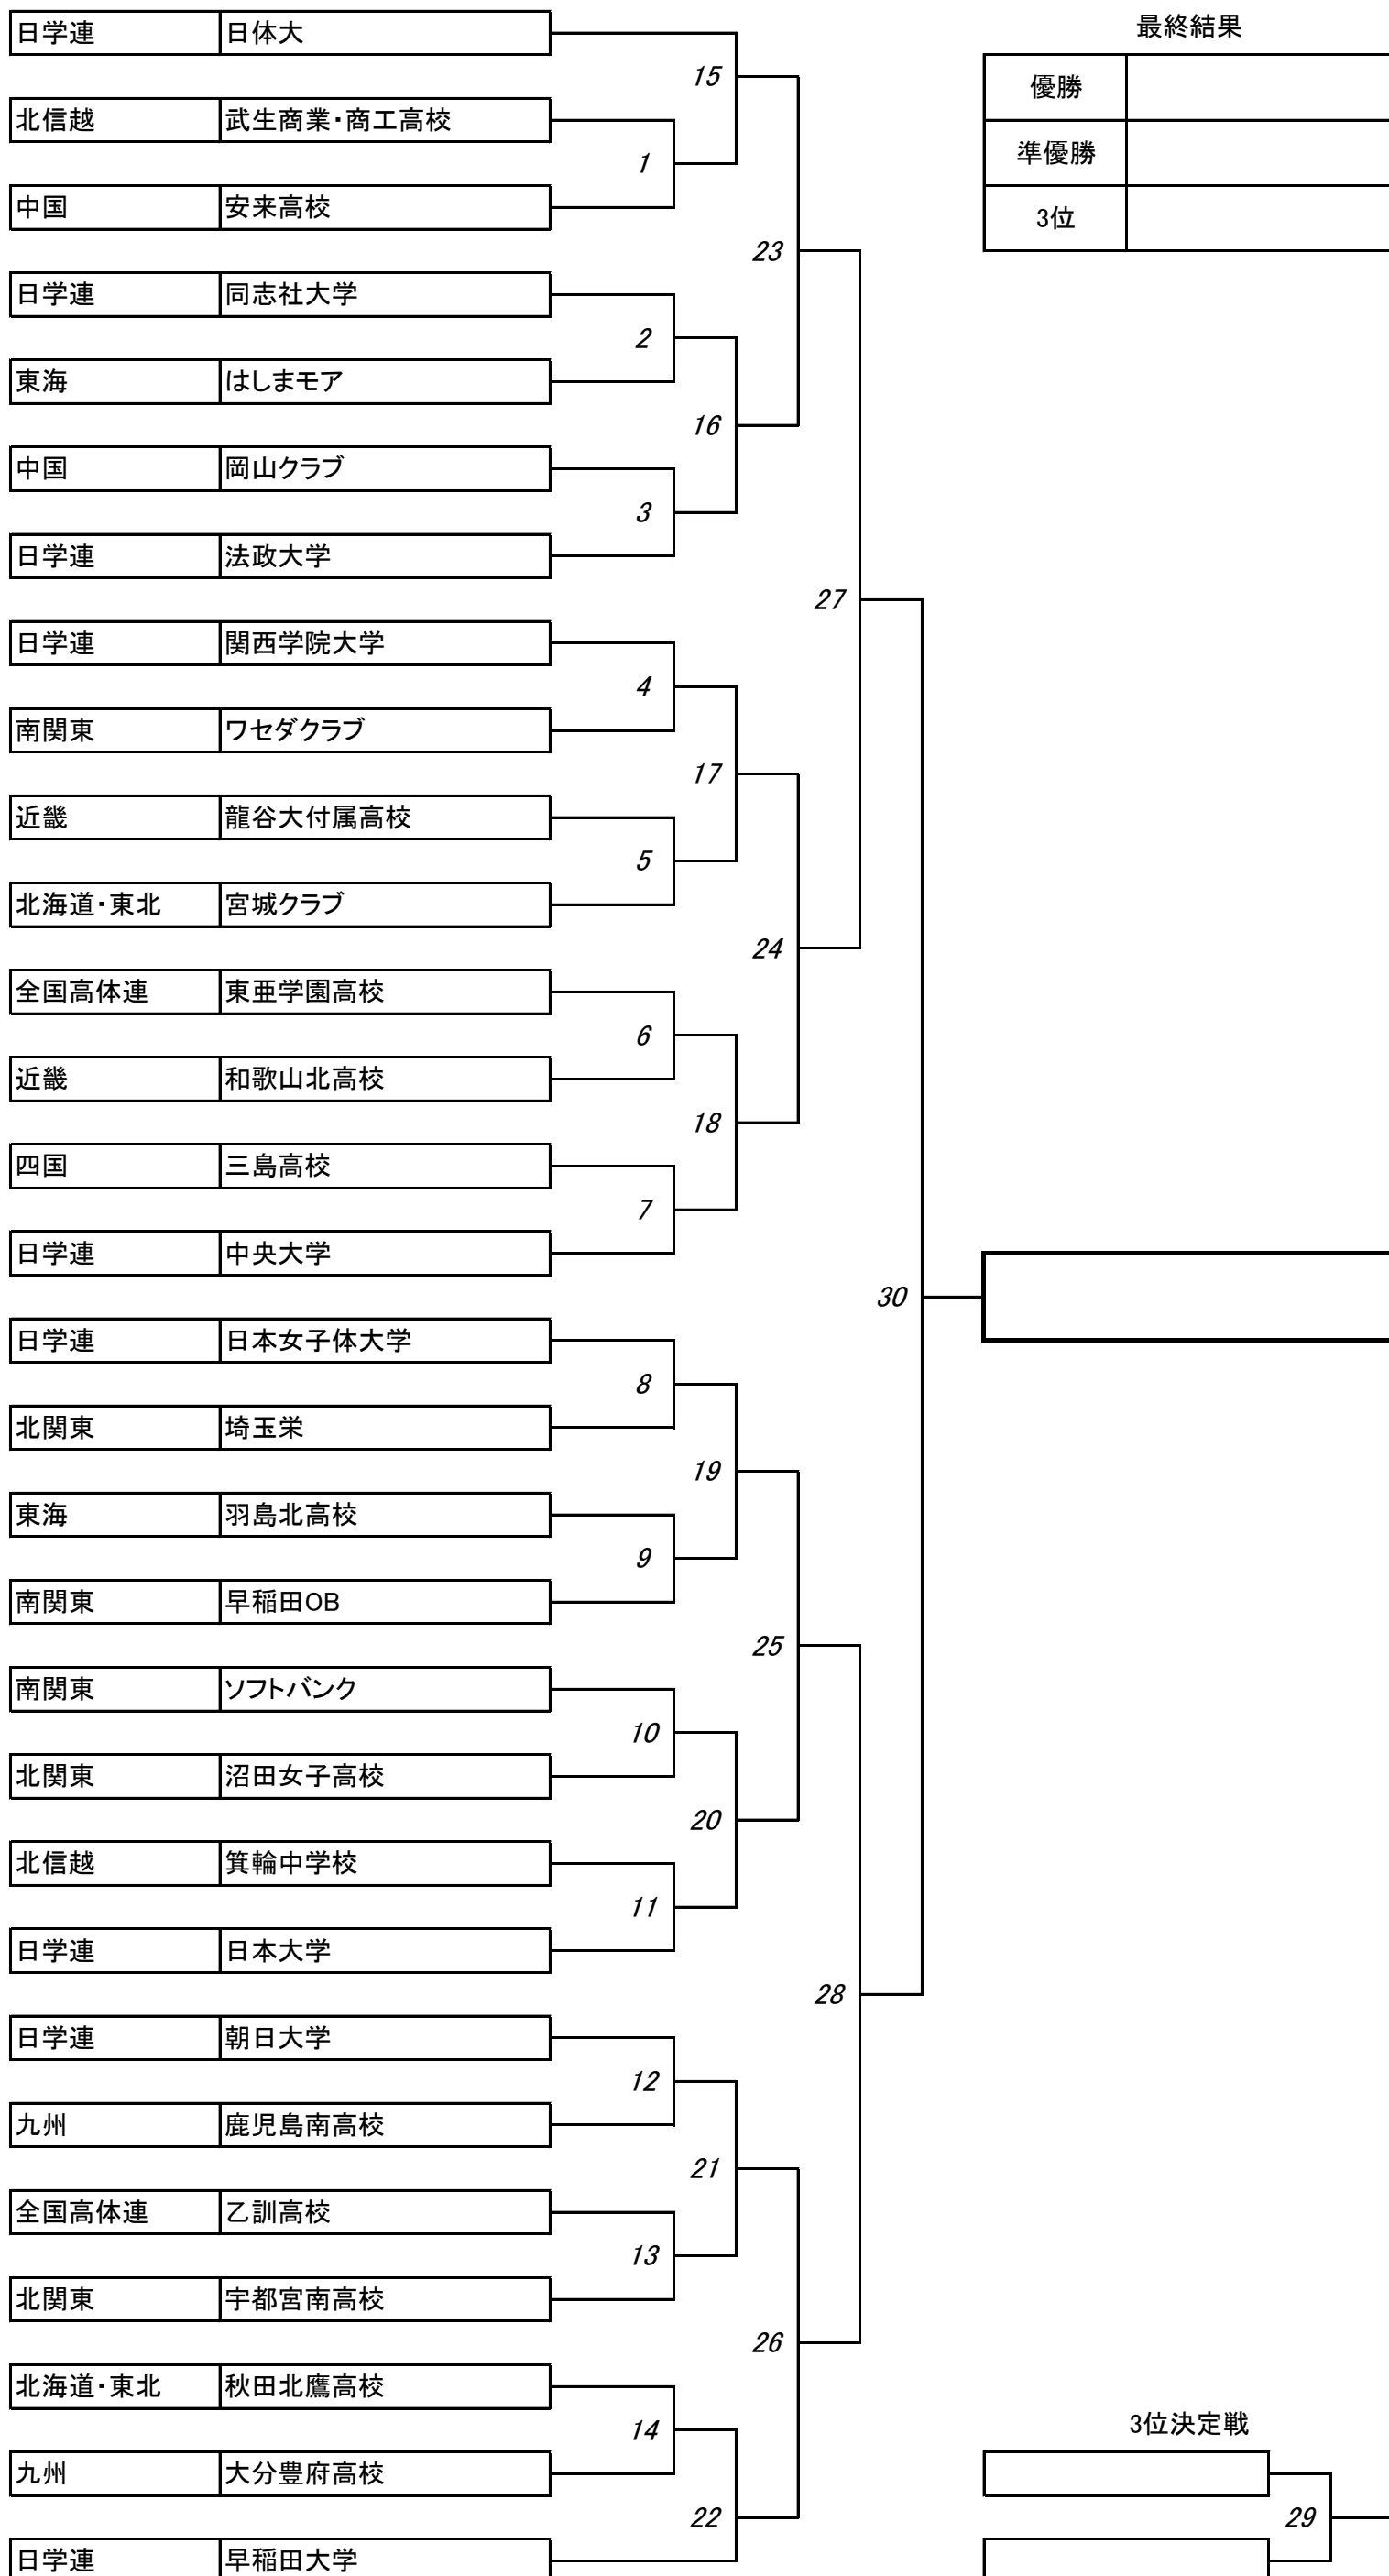 日学連 日体大
最終結果
15
優勝
北信越 武生商業・商工高校
準優勝
1
中国 安来高校
3位
23
日学連 同志社大学
2
東海 はしまモア
16
中国 岡山クラブ
3
日学連 法政大学
27
日学連 関西学院大学
4
南関東 ワセダクラブ
17
近畿 龍谷大付属高校
5
北海道・東北 宮城クラブ
24
全国高体連 東亜学園高校
6
近畿 和歌山北高校
18
四国 三島高校
7
日学連 中央大学
30
日学連 日本女子体大学
8
北関東 埼玉栄
19
東海 羽島北高校
9
南関東 早稲田OB
25
南関東 ソフトバンク
10
北関東 沼田女子高校
20
北信越 箕輪中学校
11
日学連 日本大学
28
日学連 朝日大学
12
九州 鹿児島南高校
21
全国高体連 乙訓高校
13
北関東 宇都宮南高校
26
北海道・東北 秋田北鷹高校
3位決定戦
14
九州 大分豊府高校
22
29
日学連 早稲田大学